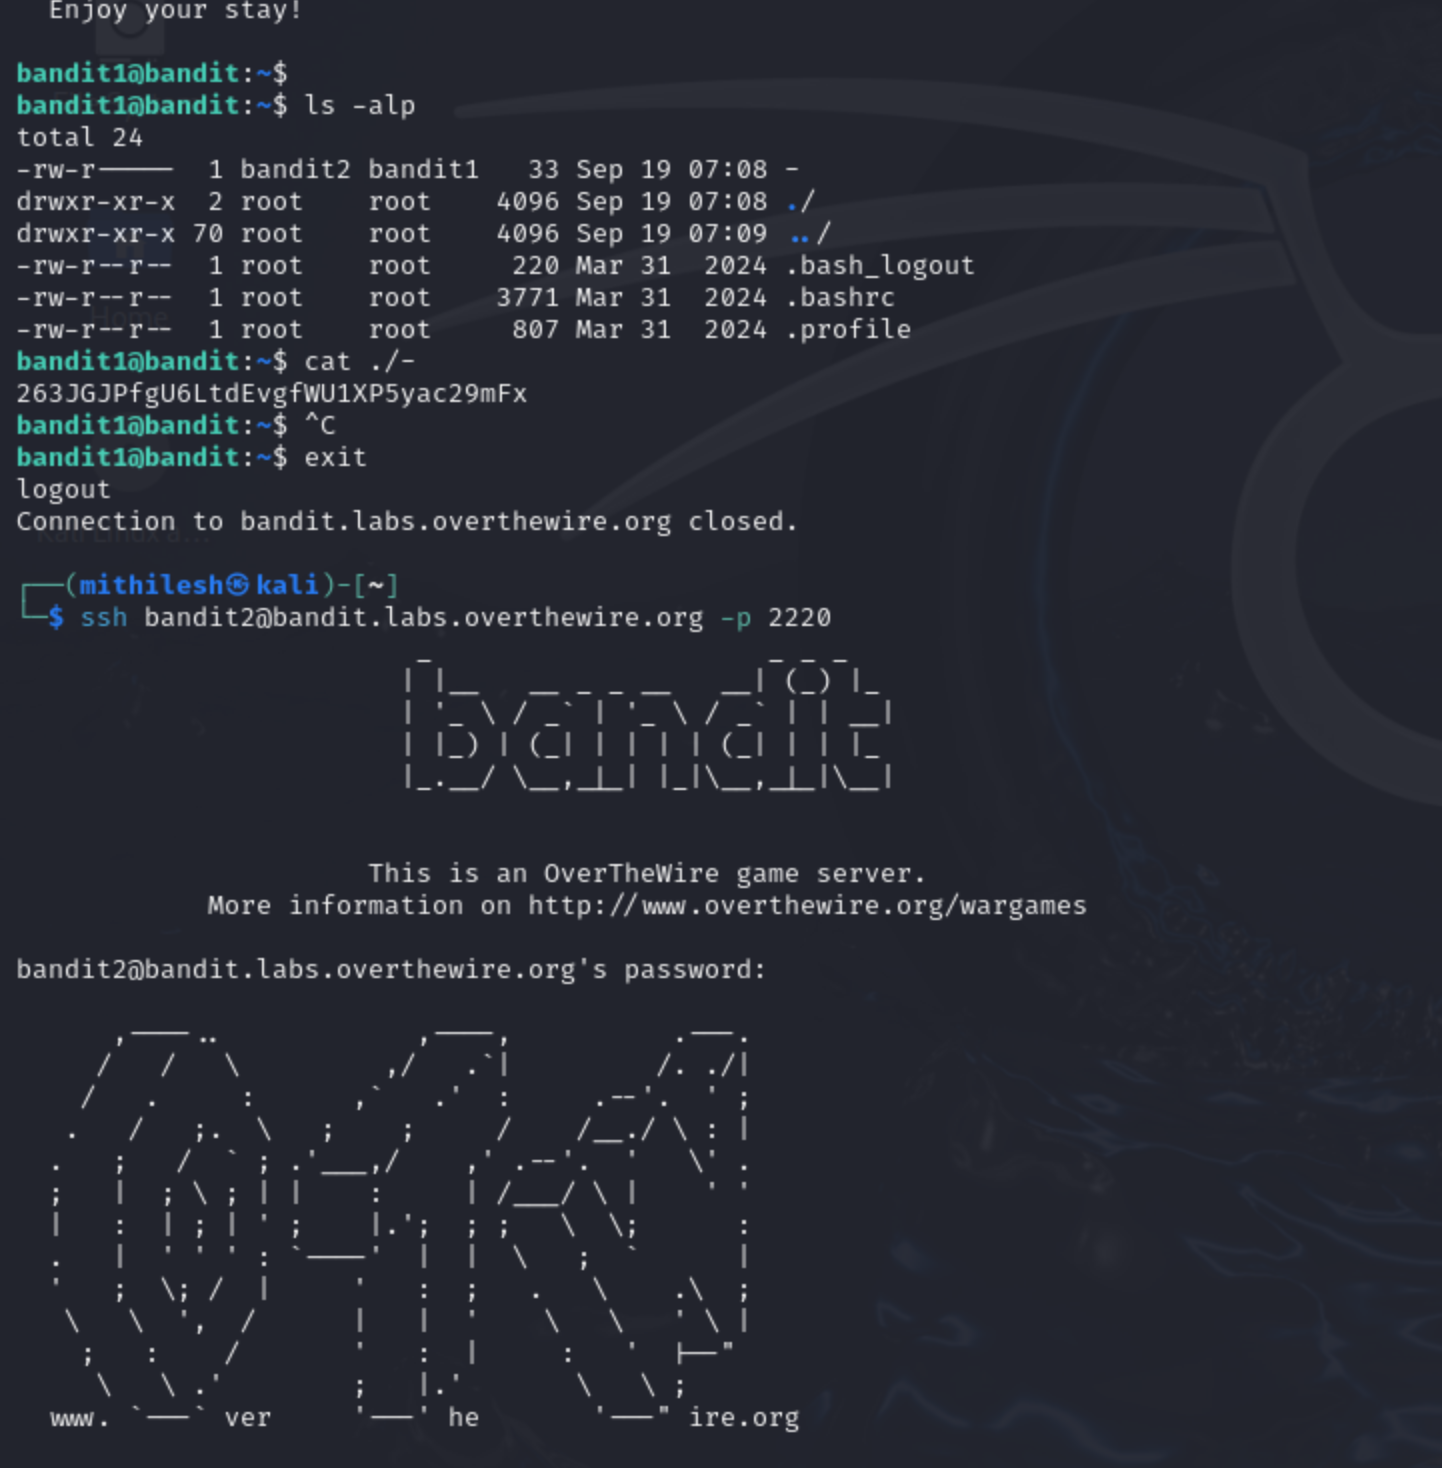 Enjoy your stay!
bandit1@bandit:~$
bandit1@bandit:~$ ls -alp
total 24
-rw-r----- 1 bandit2 bandit1 33 Sep 19 07:08 -
drwxr-xr-x 2 root root 4096 Sep 19 07:08 ./
drwxr-xr-x 70 root root 4096 Sep 19 07:09 ../
-rw-r--r-- 1 root root 220 Mar 31 2024 .bash_logout
-rw-r--r-- 1 root root 3771 Mar 31 2024 .bashrc
-rw-r--r-- 1 root root 807 Mar 31 2024 .profile
bandit1@bandit:~$ cat ./-
263JGJPfgU6LtdEvgfWU1XP5yac29mFx
bandit1@bandit:~$ ^C
bandit1@bandit:~$ exit
logout
Connection to bandit.labs.overthewire.org closed.
┌──(mithilesh㉿kali)-[~]
└─$ ssh bandit2@bandit.labs.overthewire.org -p 2220
bandit
This is an OverTheWire game server.
More information on http://www.overthewire.org/wargames
bandit2@bandit.labs.overthewire.org's password:
www. ver he ire.org